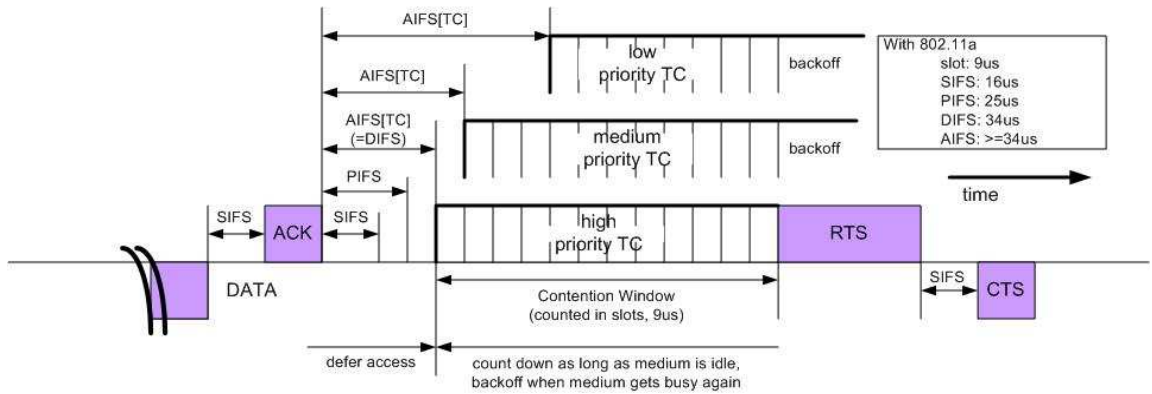 AIFS[TC]
low
priority TC
backoff
With 802.11a
slot: 9us
SIFS: 16us
PIFS: 25us
DIFS: 34us
AIFS: >=34us
AIFS[TC]
AIFS[TC]
(=DIFS)
medium
priority TC
backoff
PIFS
time
SIFS
ACK
SIFS
high
priority TC
RTS
DATA
Contention Window
(counted in slots, 9us)
SIFS
CTS
defer access
count down as long as medium is idle,
backoff when medium gets busy again